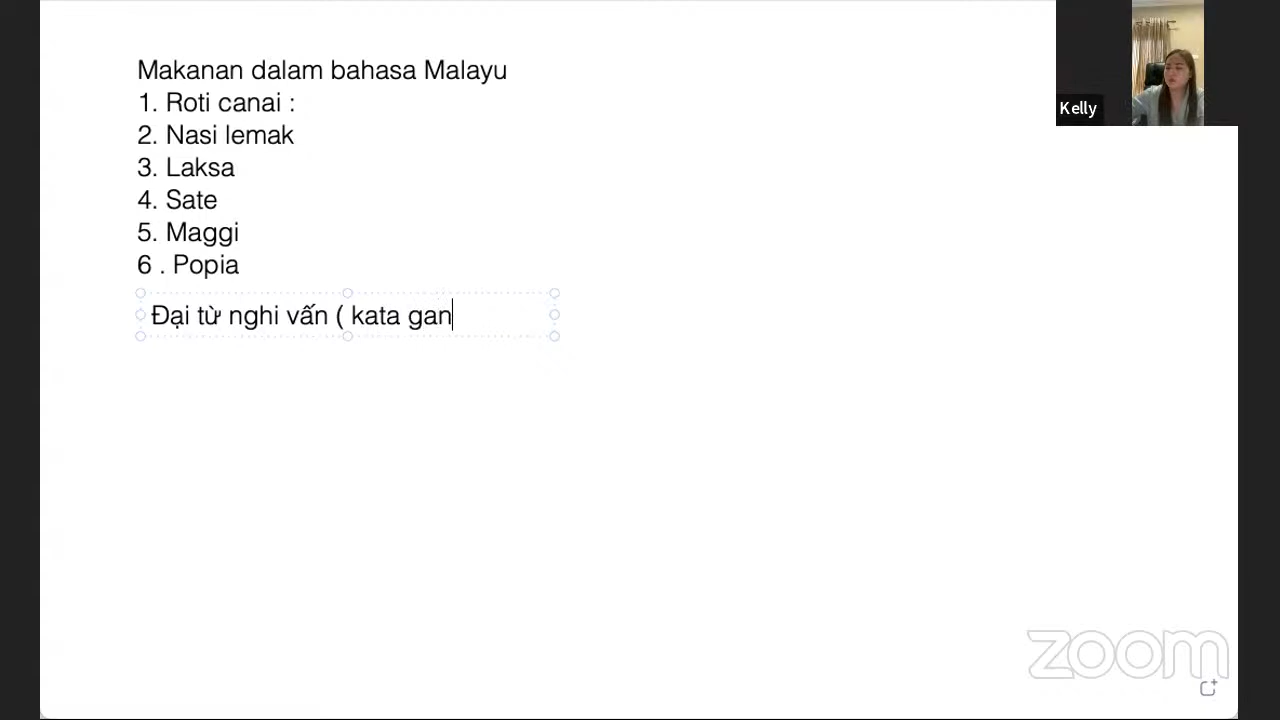 Makanan dalam bahasa Malayu
1. Roti canai :
2. Nasi lemak
3. Laksa
4. Sate
5. Maggi
6 . Popia
Đại từ nghi vấn ( kata gan
Kelly
zoom